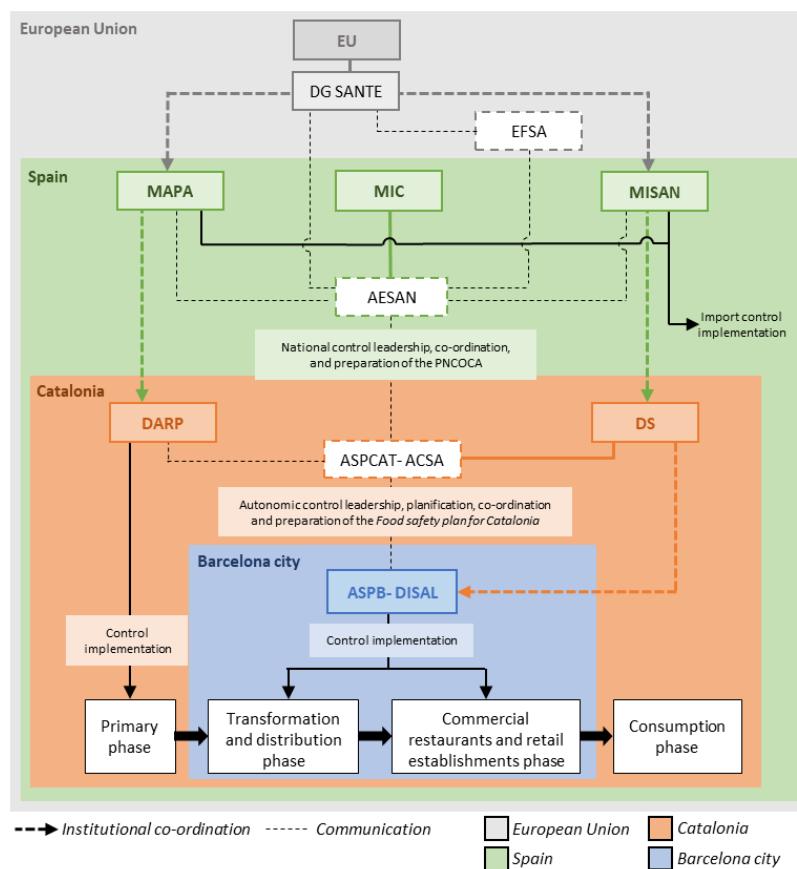 European Union
EU
DG SANTE
EFSA
Spain
MAPA
MIC
MISAN
AESAN
Import control
implementation
National control leadership, co-ordination,
and preparation of the PNCOCA
Catalonia
DARP
DS
ASPCAT- ACSA
Autonomic control leadership, planification, co-ordination
and preparation of the Food safety plan for Catalonia
Barcelona city
ASPB- DISAL
Control
implementation
Control implementation
Primary
phase
Transformation
and distribution
phase
Commercial
restaurants and retail
establishments phase
Consumption
phase
Institutional co-ordination
Communication
European Union
Catalonia
Spain
Barcelona city